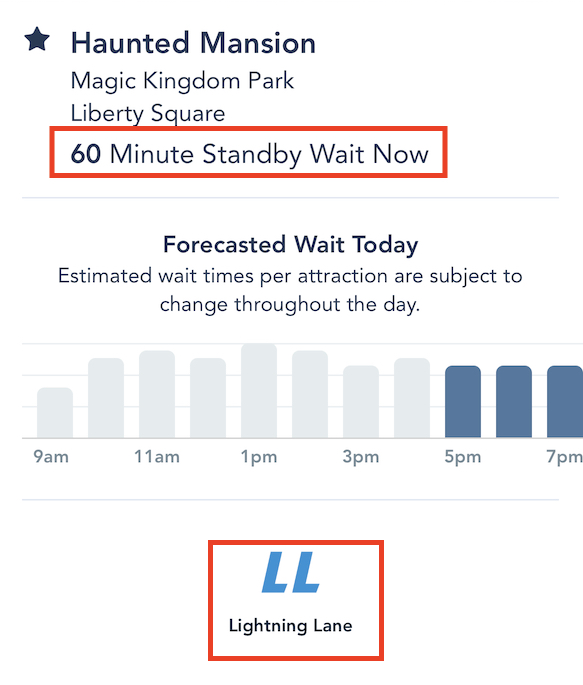 Haunted Mansion
Magic Kingdom Park
Liberty Square
60 Minute Standby Wait Now
Forecasted Wait Today
Estimated wait times per attraction are subject to
change throughout the day.
9am 11am 1pm 3pm 5pm 7pm
LL
Lightning Lane